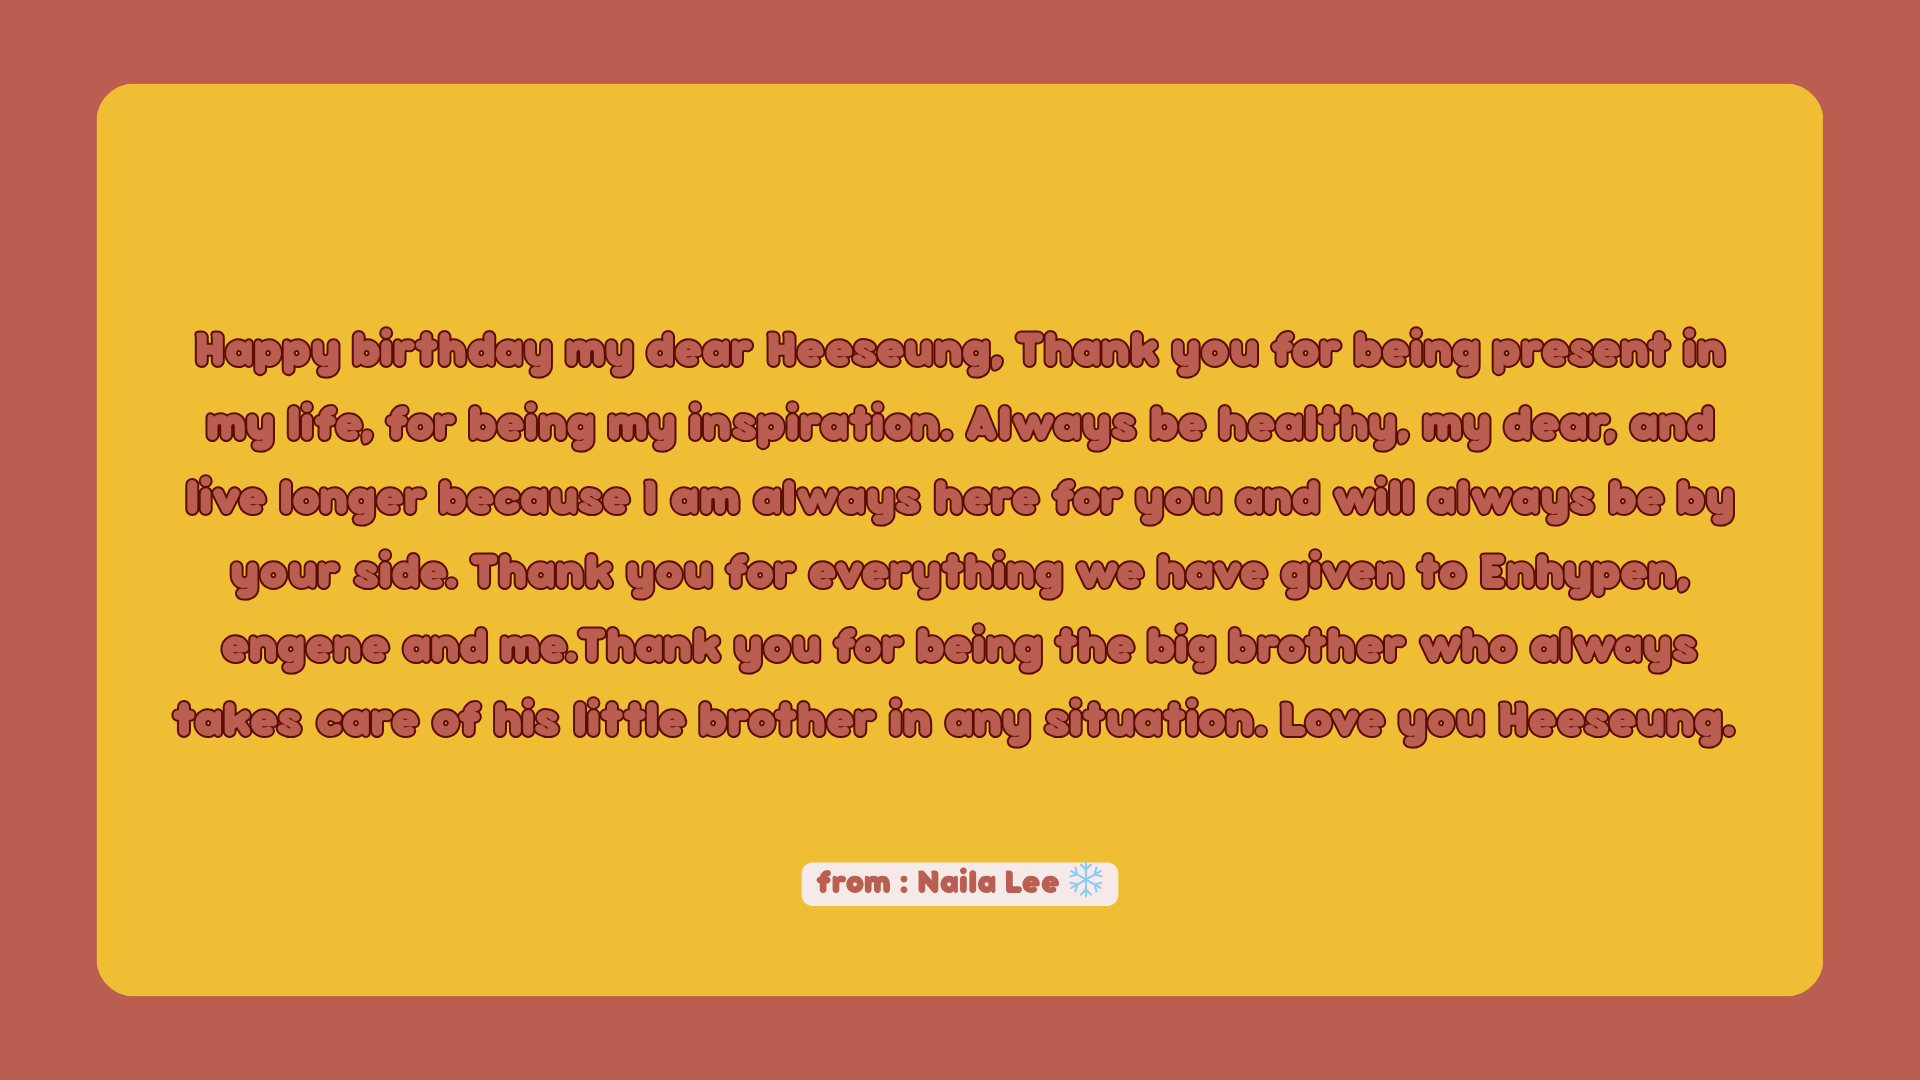 Happy birthday my dear Heeseung, Thank you for being present in
my life, for being my inspiration. Always be healthy, my dear, and
live longer because I am always here for you and will always be by
your side. Thank you for everything we have given to Enhypen,
engene and me.Thank you for being the big brother who always
takes care of his little brother in any situation. Love you Heeseung.
from : Naila Lee ❄️